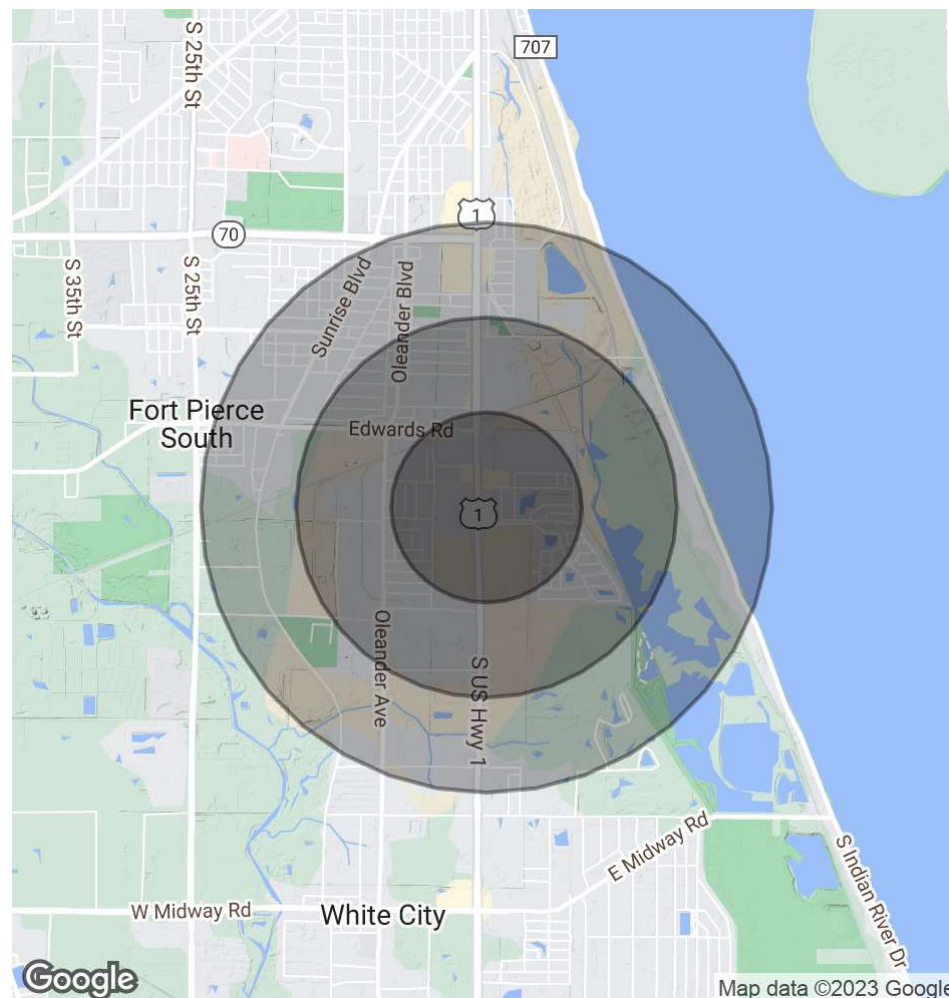 S 25th St
707
1
70
S 35th St
S 25th St
Sunrise Blvd
Oleander Blvd
Fort Pierce
South
Edwards Rd
1
Oleander Ave
S US Hwy 1
E Midway Rd
W Midway Rd
White City
S Indian River Dr
Google
Map data ©2023 Google